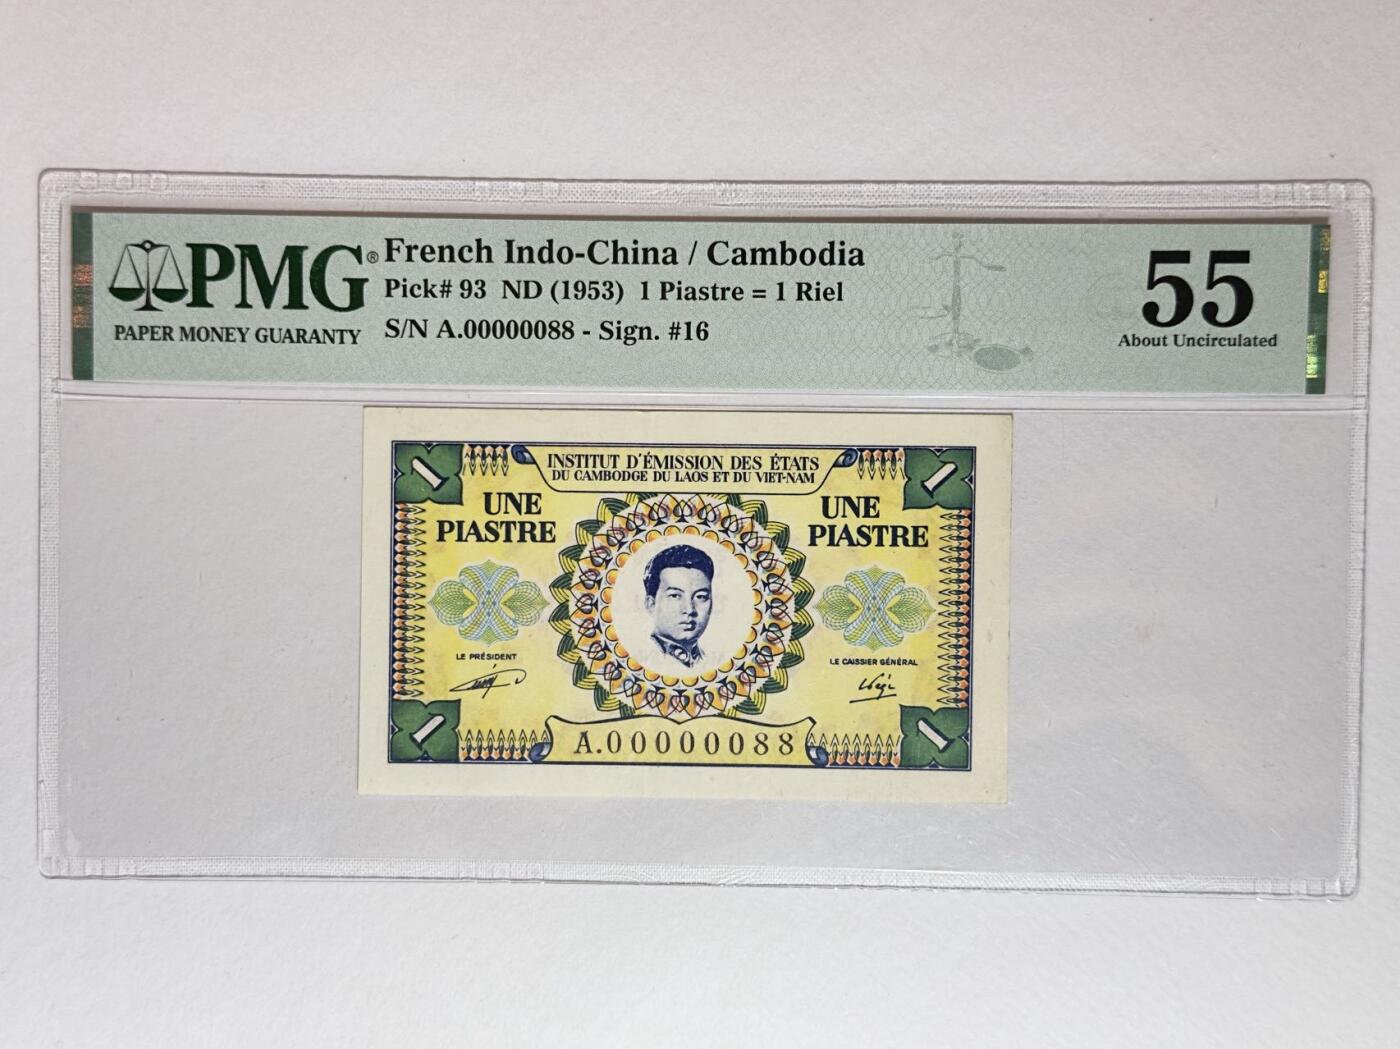 PMG®
PAPER MONEY GUARANTY
French Indo-China / Cambodia
Pick# 93 ND (1953) 1 Piastre = 1 Riel
S/N A.00000088 - Sign. #16
55
About Uncirculated
1
1
INSTITUT D'ÉMISSION DES ÉTATS
DU CAMBODGE DU LAOS ET DU VIET-NAM
UNE
PIASTRE
UNE
PIASTRE
LE PRÉSIDENT
LE CAISSIER GÉNÉRAL
1
1
A.00000088